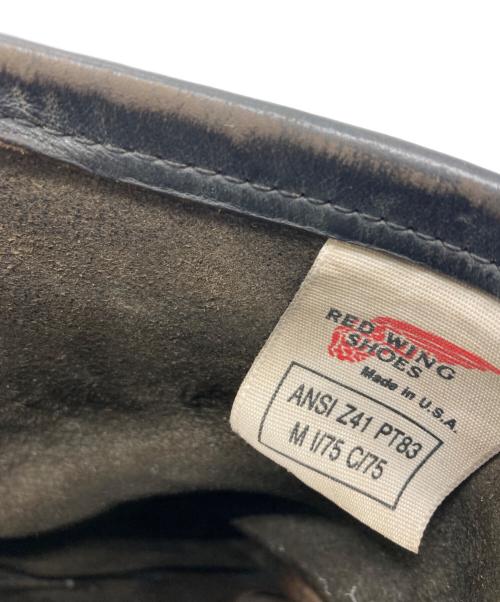 RED WING
SHOES
Made in U.S.A.
ANSI Z41 PT83
M I/75 C/75